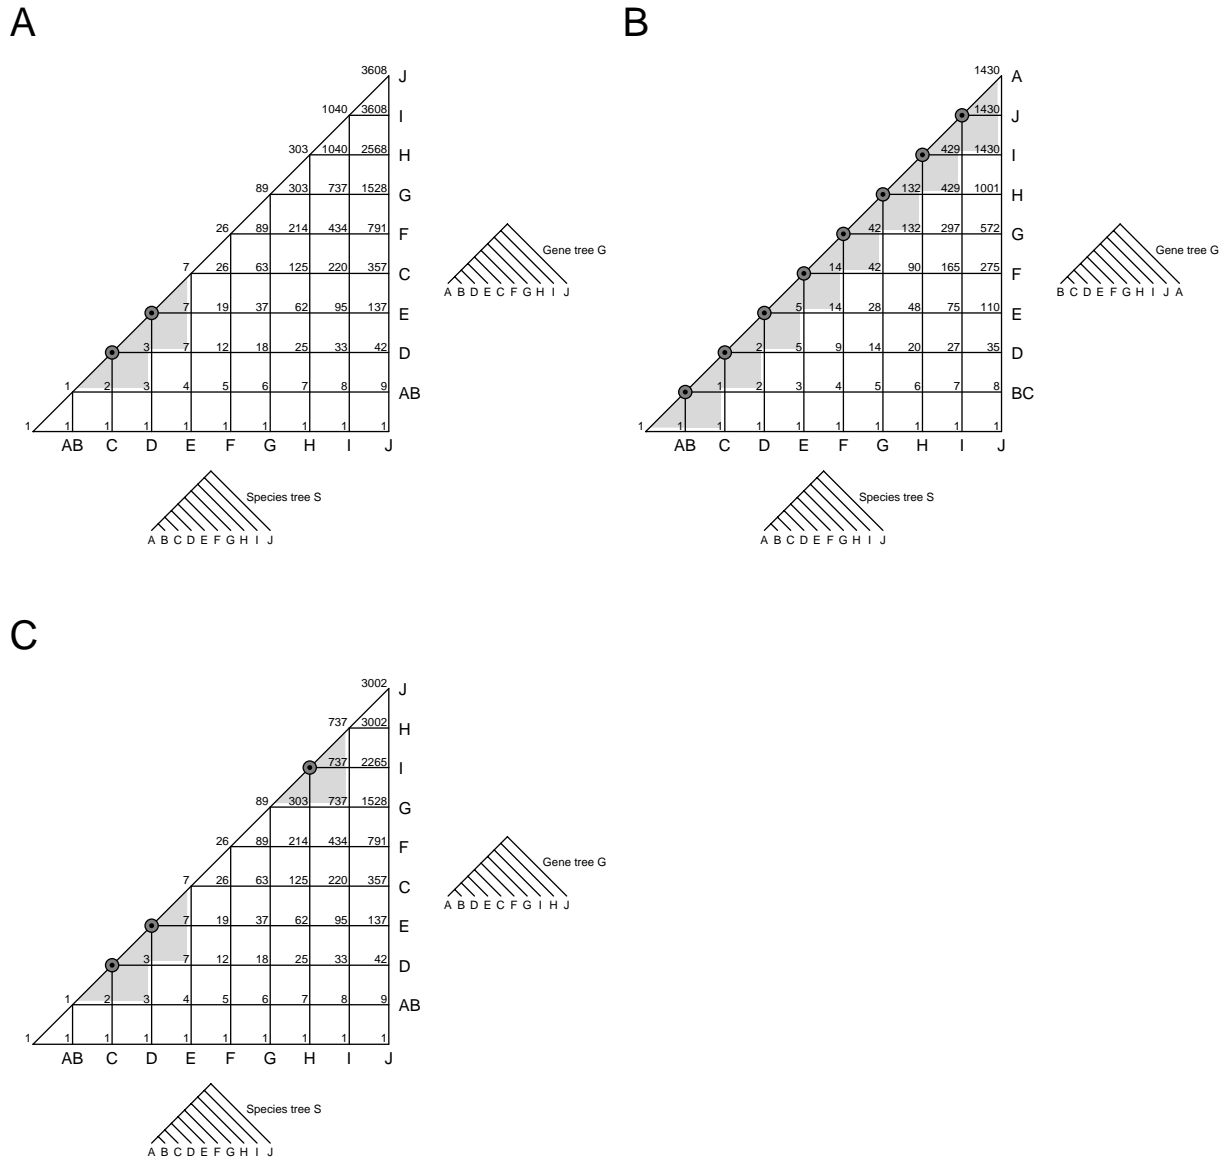 A
3608 J
1040 3608 I
303 1040 2568 H
89 303 737 1528 G
26 89 214 434 791 F
7 26 63 125 220 357 C
3 7 19 37 62 95 137 E
2 3 7 12 18 25 33 42 D
1 2 3 4 5 6 7 8 9 AB
1 1 1 1 1 1 1 1 1 1
AB C D E F G H I J
Gene tree G
A B D E C F G H I J
Species tree S
A B C D E F G H I J
B
1430 A
1430 J
429 1430 I
132 429 1001 H
42 132 297 572 G
14 42 90 165 275 F
5 14 28 48 75 110 E
2 5 9 14 20 27 35 D
1 2 3 4 5 6 7 8 BC
1 1 1 1 1 1 1 1 1 1
AB C D E F G H I J
Gene tree G
B C D E F G H I J A
Species tree S
A B C D E F G H I J
C
3002 J
737 3002 H
737 2265 I
89 303 737 1528 G
26 89 214 434 791 F
7 26 63 125 220 357 C
7 19 37 62 95 137 E
3 7 12 18 25 33 42 D
1 2 3 4 5 6 7 8 9 AB
1 1 1 1 1 1 1 1 1 1
AB C D E F G H I J
Gene tree G
A B D E C F G I H J
Species tree S
A B C D E F G H I J